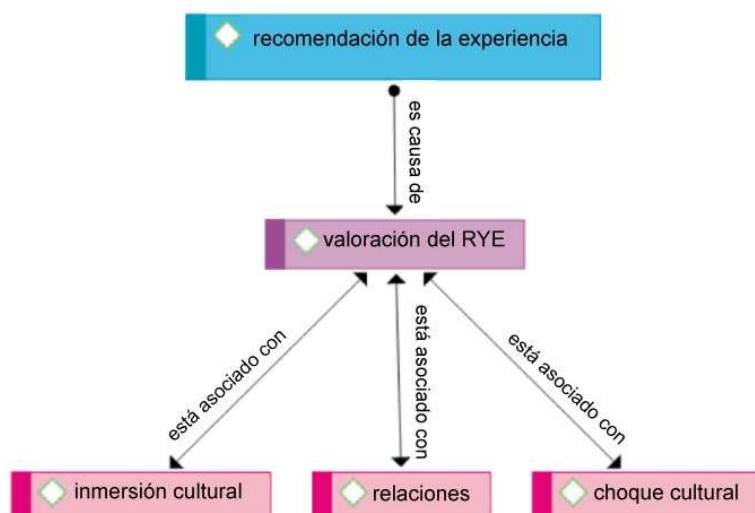 recomendación de la experiencia
es causa de
valoración del RYE
está asociado con
está asociado con
está asociado con
inmersión cultural
relaciones
choque cultural